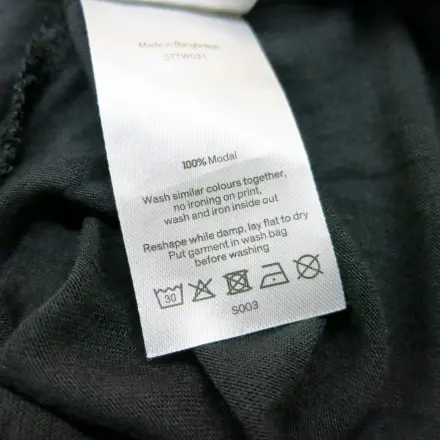 Made in Bangladesh
STTW031
100% Modal
Wash similar colours together,
no ironing on print,
wash and iron inside out
Reshape while damp, lay flat to dry
Put garment in wash bag
before washing
30
S003